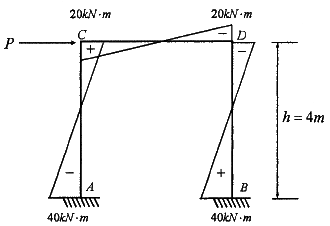 20kN·m 20kN·m
P C D
+ − −
h = 4m
− A + B
40kN·m 40kN·m